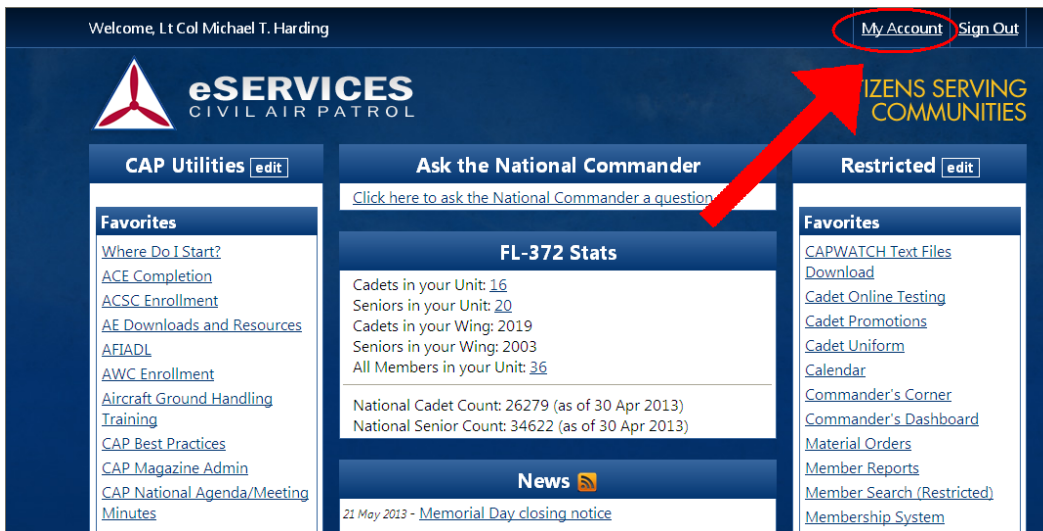 Welcome, Lt Col Michael T. Harding
My Account Sign Out
eSERVICES
CIVIL AIR PATROL
IZENS SERVING
COMMUNITIES
CAP Utilities edit
Favorites
Where Do I Start?
ACE Completion
ACSC Enrollment
AE Downloads and Resources
AFIADL
AWC Enrollment
Aircraft Ground Handling
Training
CAP Best Practices
CAP Magazine Admin
CAP National Agenda/Meeting
Minutes
Ask the National Commander
Click here to ask the National Commander a question
FL-372 Stats
Cadets in your Unit: 16
Seniors in your Unit: 20
Cadets in your Wing: 2019
Seniors in your Wing: 2003
All Members in your Unit: 36
National Cadet Count: 26279 (as of 30 Apr 2013)
National Senior Count: 34622 (as of 30 Apr 2013)
News
21 May 2013 - Memorial Day closing notice
Restricted edit
Favorites
CAPWATCH Text Files
Download
Cadet Online Testing
Cadet Promotions
Cadet Uniform
Calendar
Commander's Corner
Commander's Dashboard
Material Orders
Member Reports
Member Search (Restricted)
Membership System